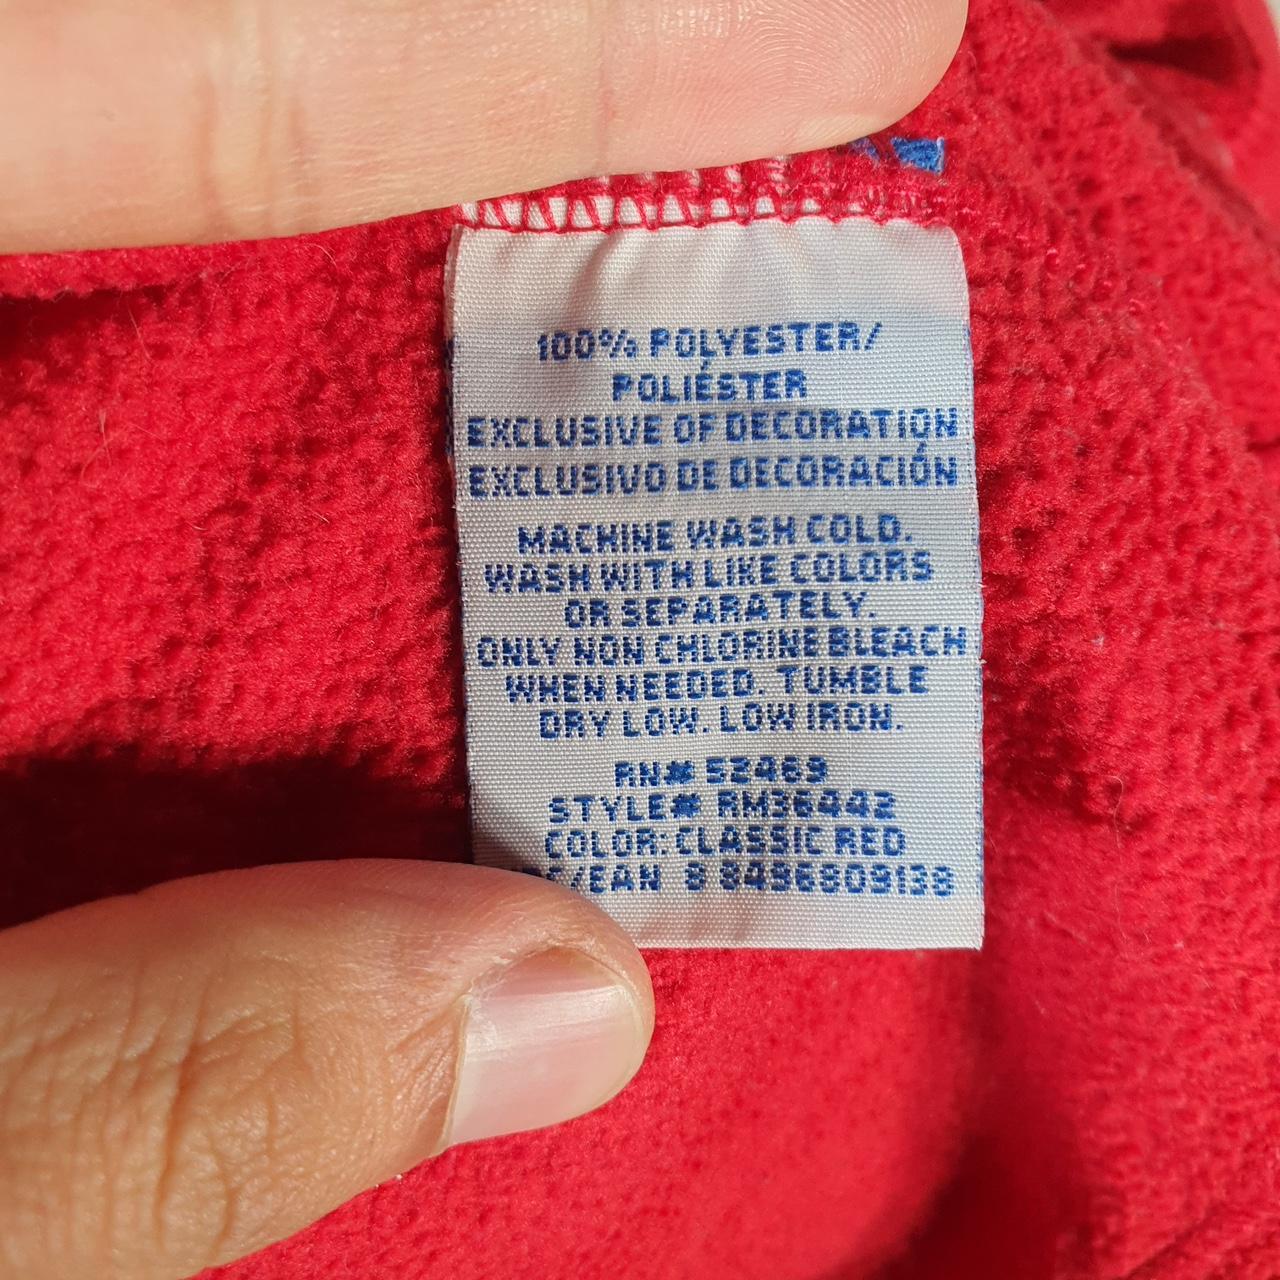 100% POLYESTER/
POLIÉSTER
EXCLUSIVE OF DECORATION
EXCLUSIVO DE DECORACIÓN
MACHINE WASH COLD.
WASH WITH LIKE COLORS
OR SEPARATELY.
ONLY NON CHLORINE BLEACH
WHEN NEEDED. TUMBLE
DRY LOW. LOW IRON.
RN# 52469
STYLE# RM36442
COLOR: CLASSIC RED
/EAN 8 8496809138